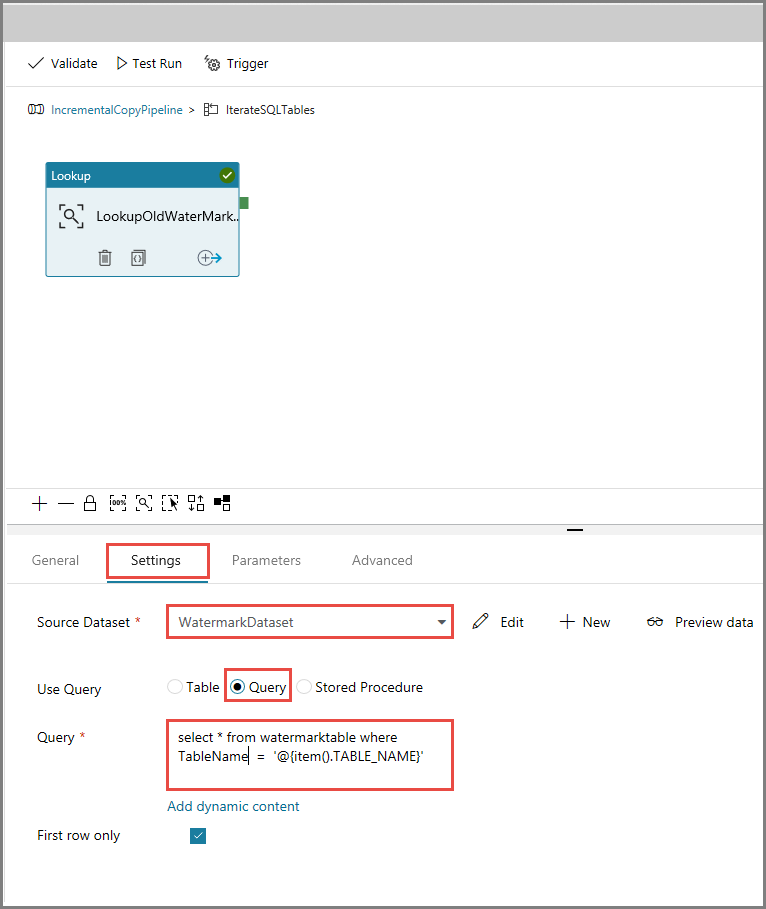 Validate Test Run Trigger
IncrementalCopyPipeline > IterateSQLTables
Lookup
LookupOldWaterMark..
100%
General Settings Parameters Advanced
Source Dataset * WatermarkDataset Edit New Preview data
Use Query Table Query Stored Procedure
Query * select * from watermarktable where
TableName = '@{item().TABLE_NAME}'
Add dynamic content
First row only